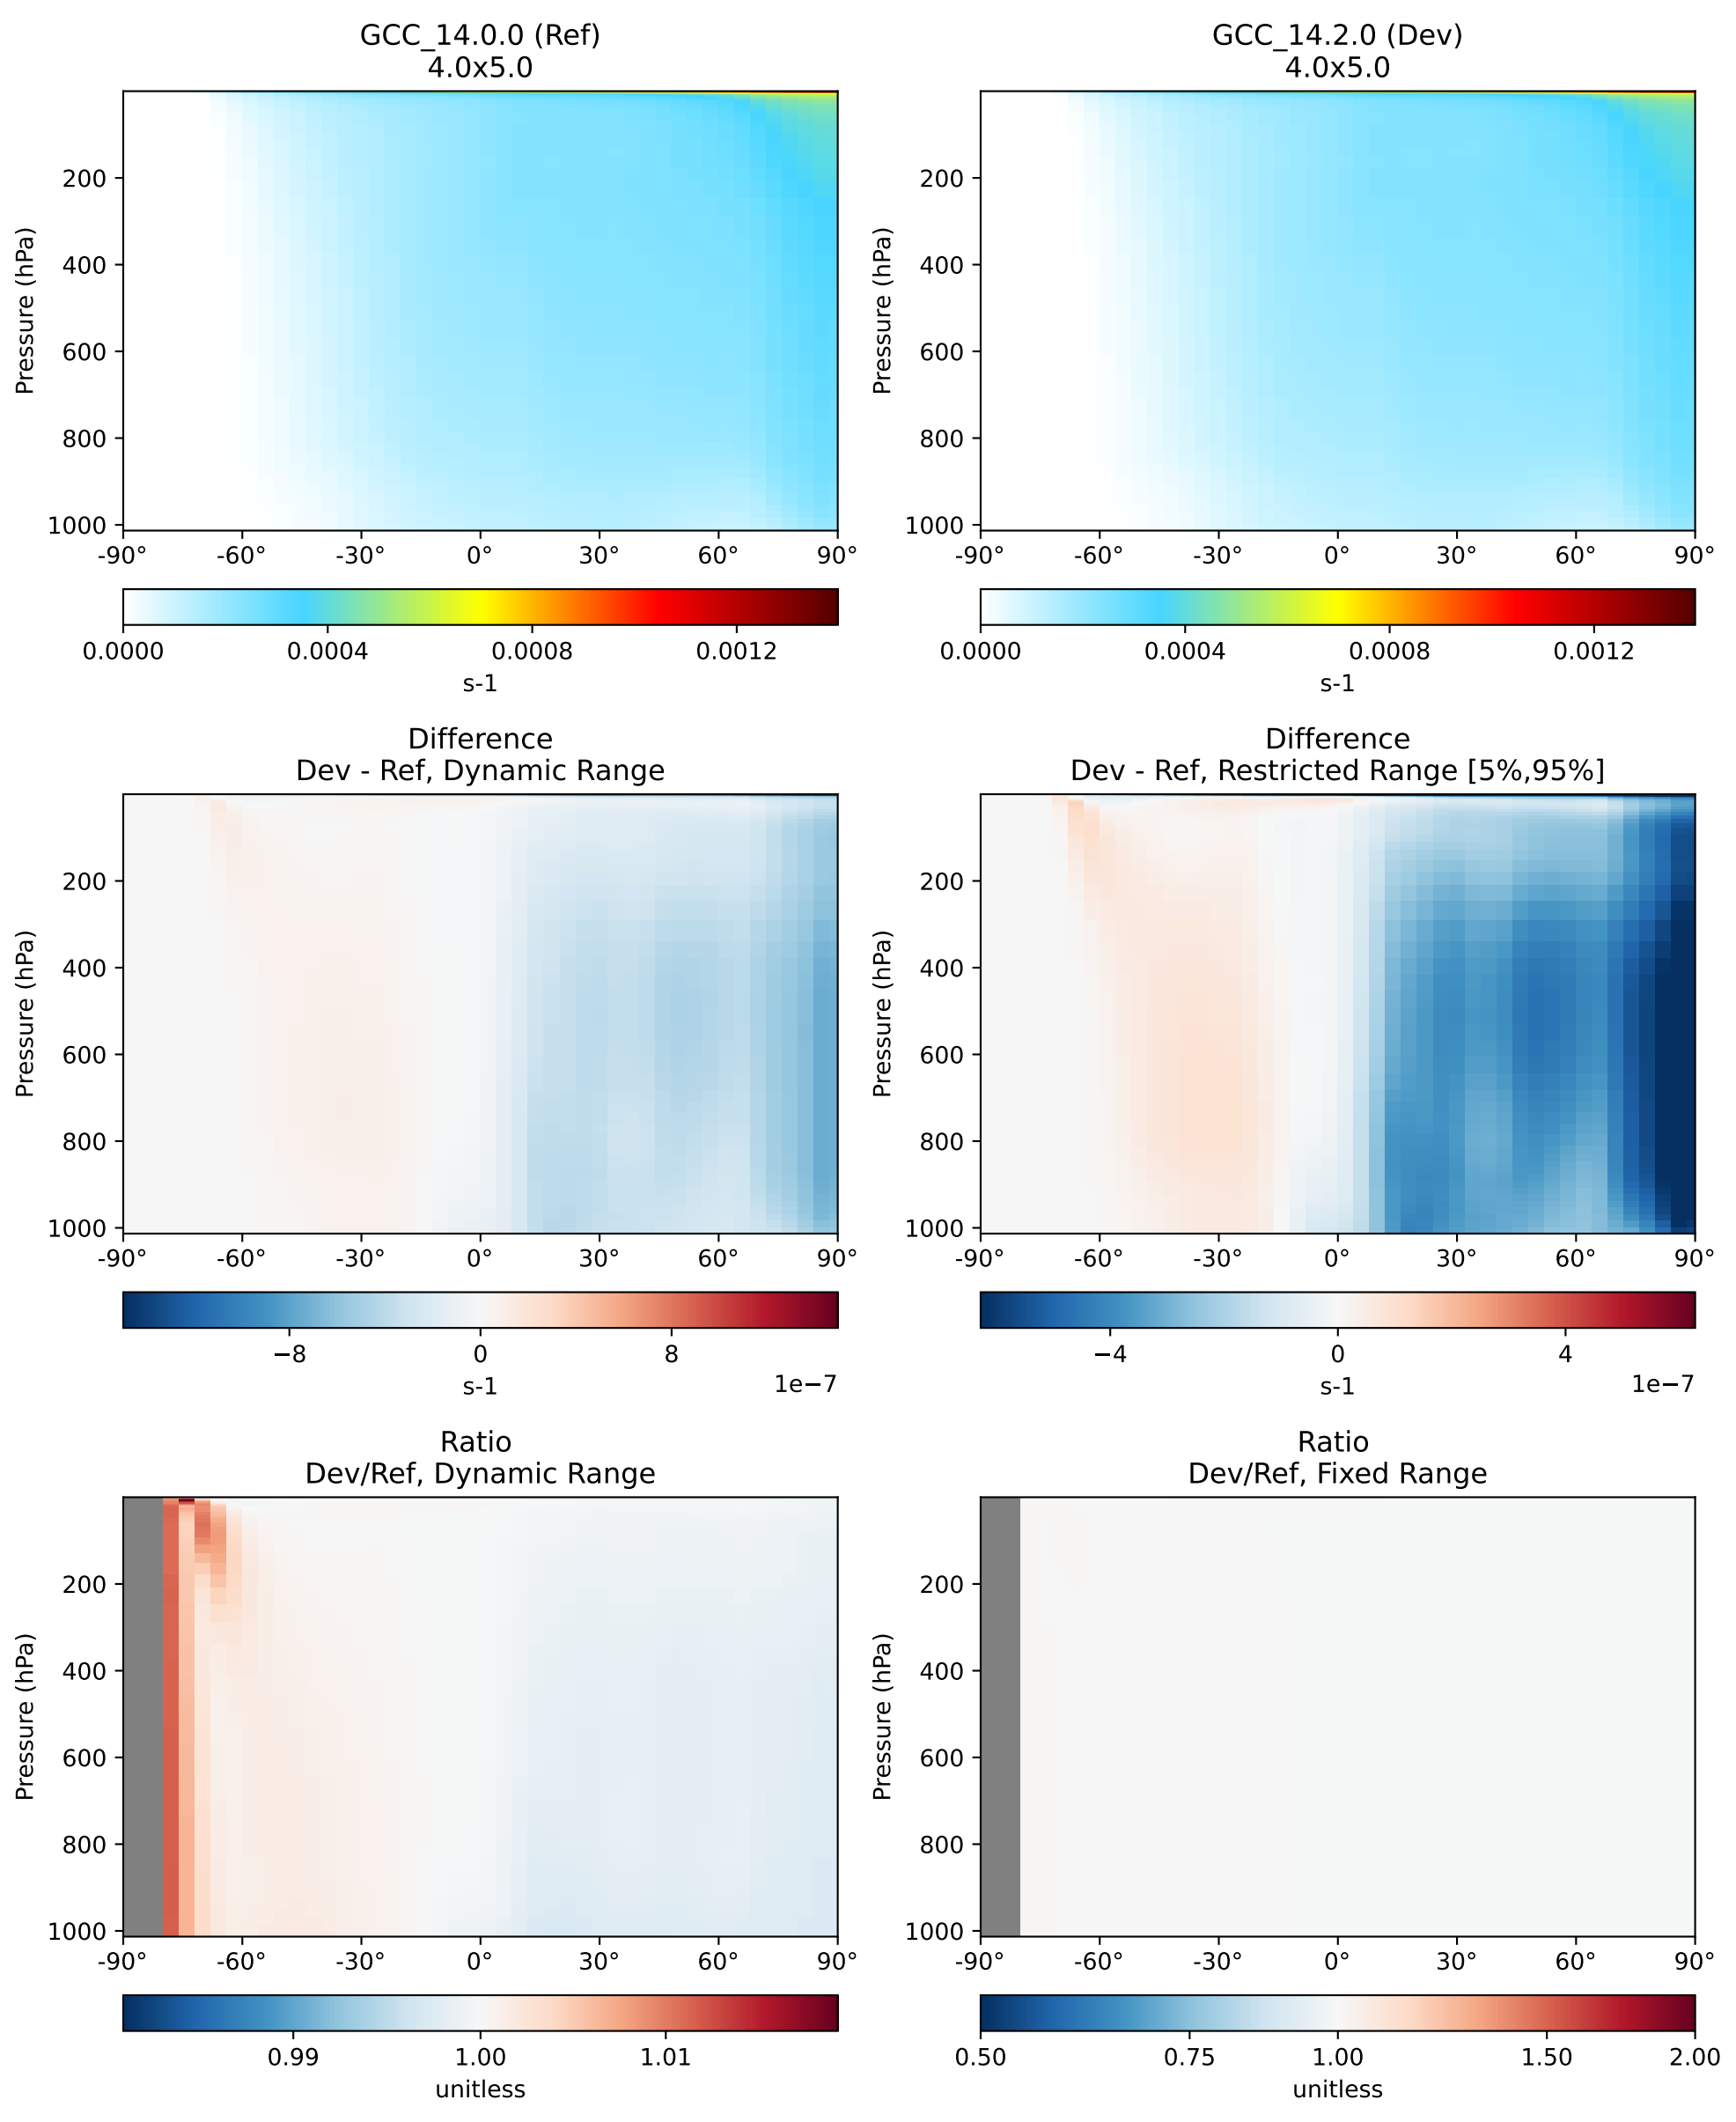 GCC_14.0.0 (Ref)
4.0x5.0
Pressure (hPa)
200
400
600
800
1000
-90° -60° -30° 0° 30° 60° 90°
0.0000 0.0004 0.0008 0.0012
s-1
GCC_14.2.0 (Dev)
4.0x5.0
Pressure (hPa)
200
400
600
800
1000
-90° -60° -30° 0° 30° 60° 90°
0.0000 0.0004 0.0008 0.0012
s-1
Difference
Dev - Ref, Dynamic Range
Pressure (hPa)
200
400
600
800
1000
-90° -60° -30° 0° 30° 60° 90°
−8 0 8
1e−7
s-1
Difference
Dev - Ref, Restricted Range [5%,95%]
Pressure (hPa)
200
400
600
800
1000
-90° -60° -30° 0° 30° 60° 90°
−4 0 4
1e−7
s-1
Ratio
Dev/Ref, Dynamic Range
Pressure (hPa)
200
400
600
800
1000
-90° -60° -30° 0° 30° 60° 90°
0.99 1.00 1.01
unitless
Ratio
Dev/Ref, Fixed Range
Pressure (hPa)
200
400
600
800
1000
-90° -60° -30° 0° 30° 60° 90°
0.50 0.75 1.00 1.50 2.00
unitless